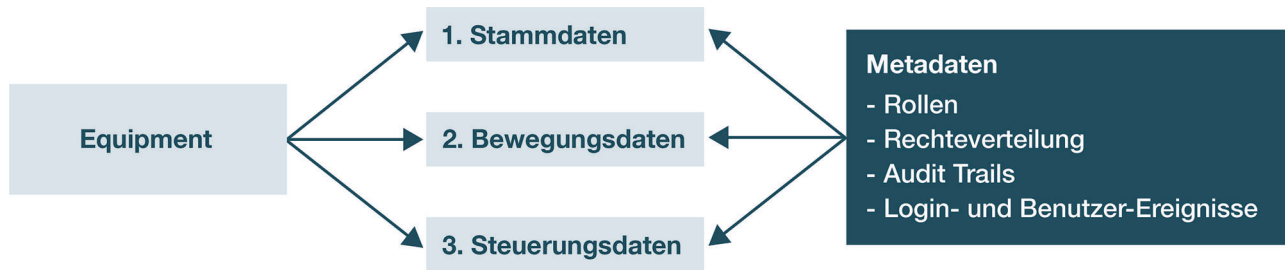 Equipment
1. Stammdaten
2. Bewegungsdaten
3. Steuerungsdaten
Metadaten
- Rollen
- Rechteverteilung
- Audit Trails
- Login- und Benutzer-Ereignisse